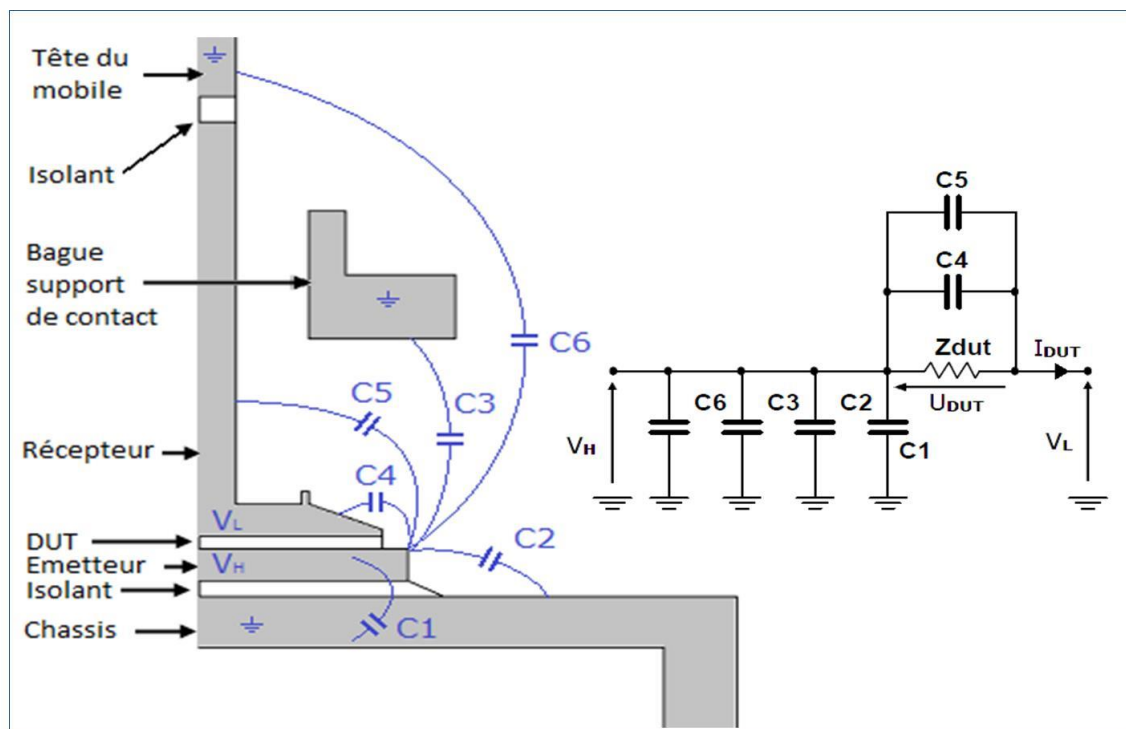 Tête du
mobile
Isolant
Bague
support
de contact
Récepteur
DUT
Emetteur
Isolant
Chassis
C6
C5
C3
C4
C2
C1
VL
VH
C5
C4
Zdut
IDUT
UDUT
C6
C3
C2
C1
VH
VL